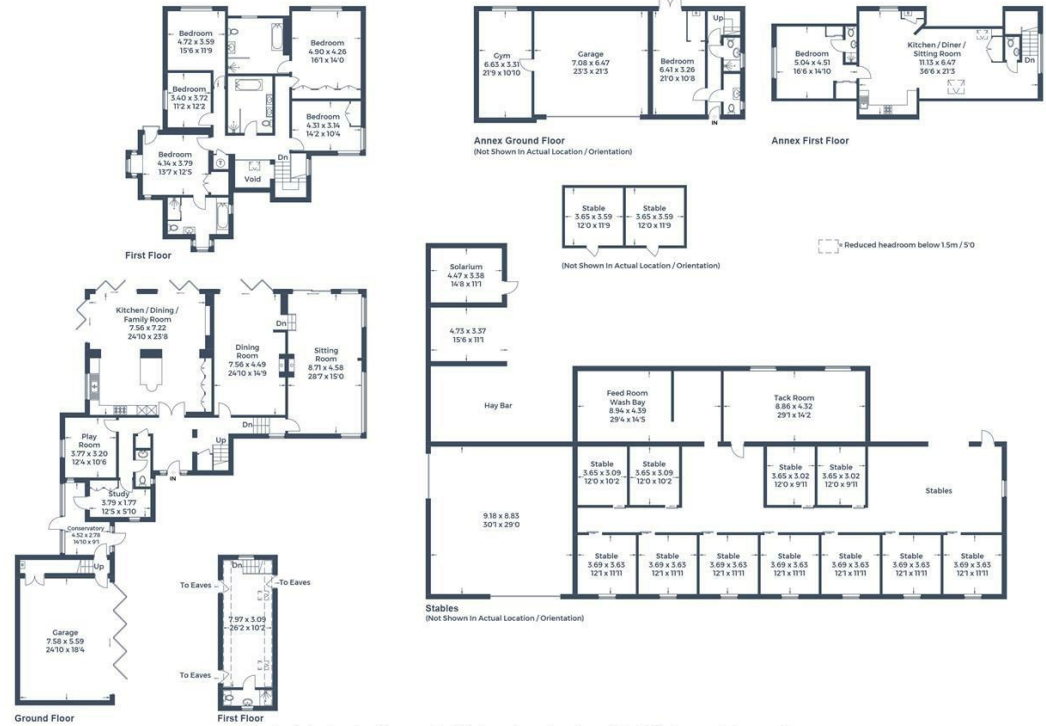 Bedroom
4.72 x 3.59
15'6 x 11'9
Bedroom
4.90 x 4.26
16'1 x 14'0
Bedroom
3.40 x 3.72
11'2 x 12'2
Bedroom
4.31 x 3.14
14'2 x 10'4
Bedroom
4.14 x 3.79
13'7 x 12'5
T
Dn
Void
First Floor
Gym
6.63 x 3.31
21'9 x 10'10
Garage
7.08 x 6.47
23'3 x 21'3
Bedroom
6.41 x 3.26
21'0 x 10'8
Up
IN
Annex Ground Floor
(Not Shown In Actual Location / Orientation)
Bedroom
5.04 x 4.51
16'6 x 14'10
Kitchen / Diner /
Sitting Room
11.13 x 6.47
36'6 x 21'3
Dn
Annex First Floor
Stable
3.65 x 3.59
12'0 x 11'9
Stable
3.65 x 3.59
12'0 x 11'9
(Not Shown In Actual Location / Orientation)
= Reduced headroom below 1.5m / 5'0
Kitchen / Dining /
Family Room
7.56 x 7.22
24'10 x 23'8
Dining
Room
7.56 x 4.49
24'10 x 14'9
Dn
Sitting
Room
8.71 x 4.58
28'7 x 15'0
Dn
Up
Play
Room
3.77 x 3.20
12'4 x 10'6
IN
Study
3.79 x 1.77
12'5 x 5'10
Conservatory
4.52 x 2.78
14'10 x 9'1
Up
Garage
7.58 x 5.59
24'10 x 18'4
Ground Floor
Dn
To Eaves
To Eaves
7.97 x 3.09
26'2 x 10'2
To Eaves
First Floor
Solarium
4.47 x 3.38
14'8 x 11'1
4.73 x 3.37
15'6 x 11'1
Hay Bar
Feed Room
Wash Bay
8.94 x 4.39
29'4 x 14'5
Tack Room
8.86 x 4.32
29'1 x 14'2
9.18 x 8.83
30'1 x 29'0
Stable
3.65 x 3.09
12'0 x 10'2
Stable
3.65 x 3.09
12'0 x 10'2
Stable
3.65 x 3.02
12'0 x 9'11
Stable
3.65 x 3.02
12'0 x 9'11
Stables
Stable
3.69 x 3.63
12'1 x 11'11
Stable
3.69 x 3.63
12'1 x 11'11
Stable
3.69 x 3.63
12'1 x 11'11
Stable
3.69 x 3.63
12'1 x 11'11
Stable
3.69 x 3.63
12'1 x 11'11
Stable
3.69 x 3.63
12'1 x 11'11
Stable
3.69 x 3.63
12'1 x 11'11
Stables
(Not Shown In Actual Location / Orientation)